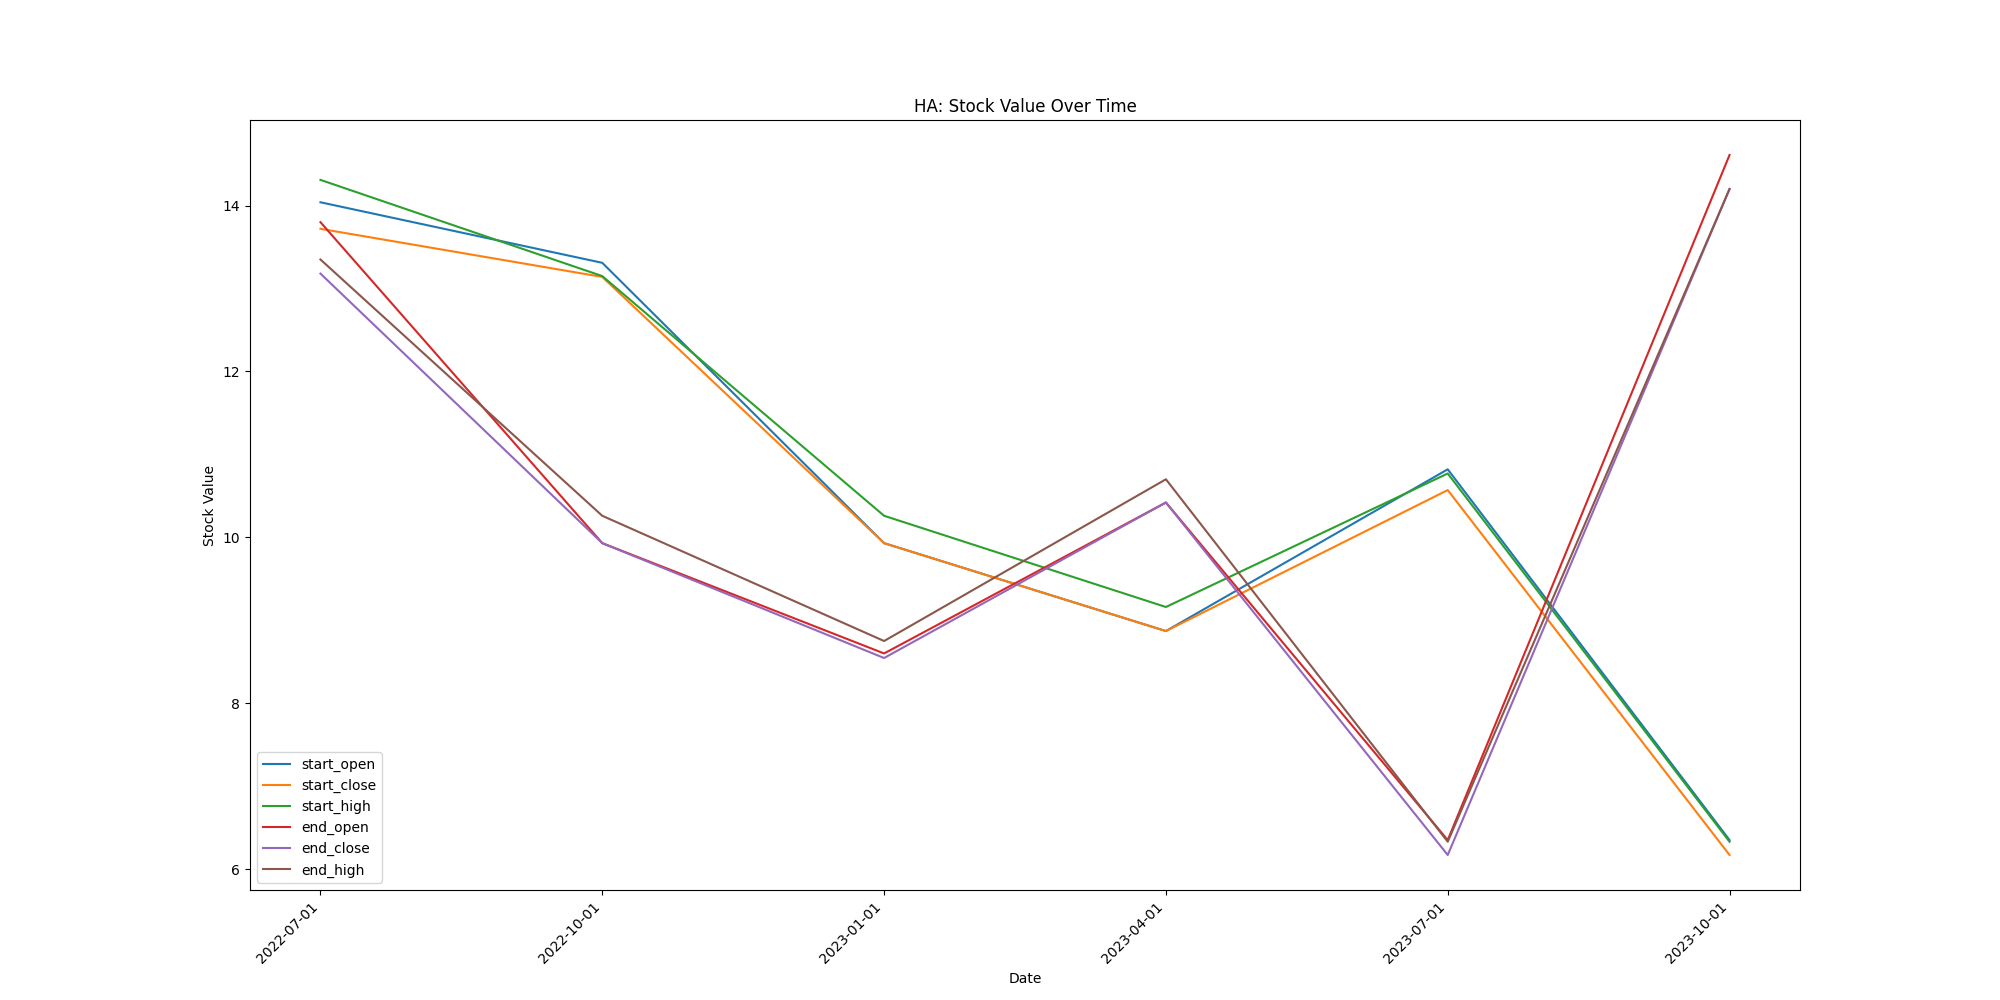 HA: Stock Value Over Time
Stock Value
14
12
10
8
6
start_open
start_close
start_high
end_open
end_close
end_high
2022-07-01
2022-10-01
2023-01-01
2023-04-01
2023-07-01
2023-10-01
Date